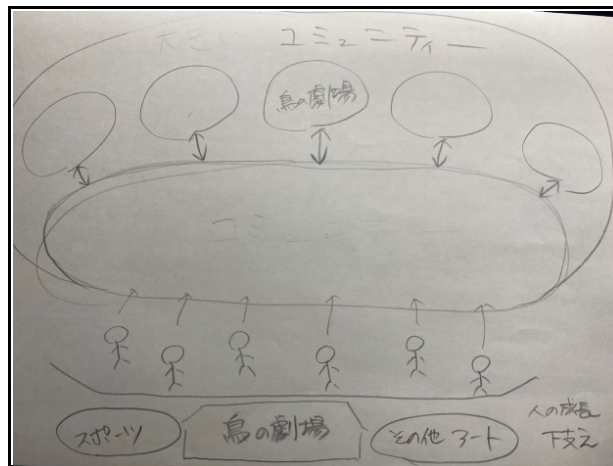 大きい コミュニティー
鳥の劇場
コミュニティー
スポーツ
鳥の劇場
その他 アート
人の成長
下支え